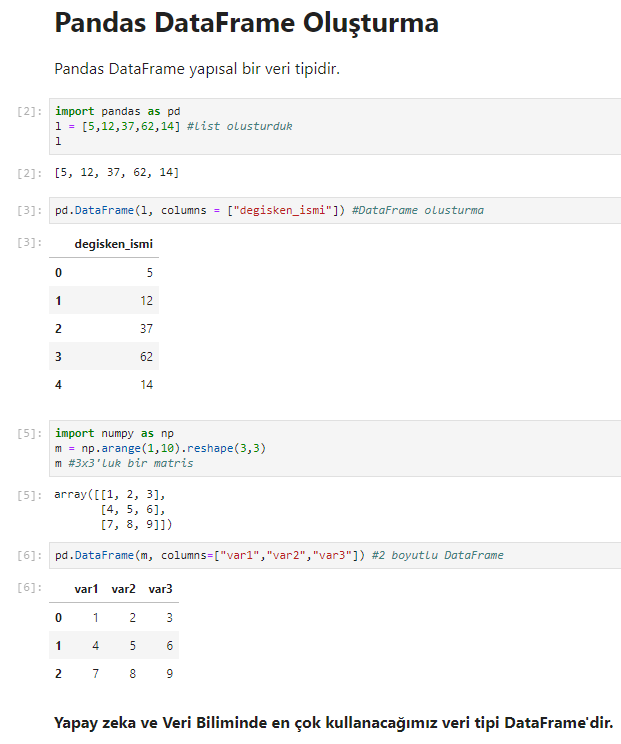 Pandas DataFrame Oluşturma
Pandas DataFrame yapısal bir veri tipidir.
[2]: import pandas as pd
l = [5,12,37,62,14] #list olusturduk
l
[2]: [5, 12, 37, 62, 14]
[3]: pd.DataFrame(l, columns = ["degisken_ismi"]) #DataFrame olusturma
[3]: degisken_ismi
0 5
1 12
2 37
3 62
4 14
[5]: import numpy as np
m = np.arange(1,10).reshape(3,3)
m #3x3'luk bir matris
[5]: array([[1, 2, 3],
[4, 5, 6],
[7, 8, 9]])
[6]: pd.DataFrame(m, columns=["var1","var2","var3"]) #2 boyutlu DataFrame
[6]: var1 var2 var3
0 1 2 3
1 4 5 6
2 7 8 9
Yapay zeka ve Veri Biliminde en çok kullanacağımız veri tipi DataFrame'dir.